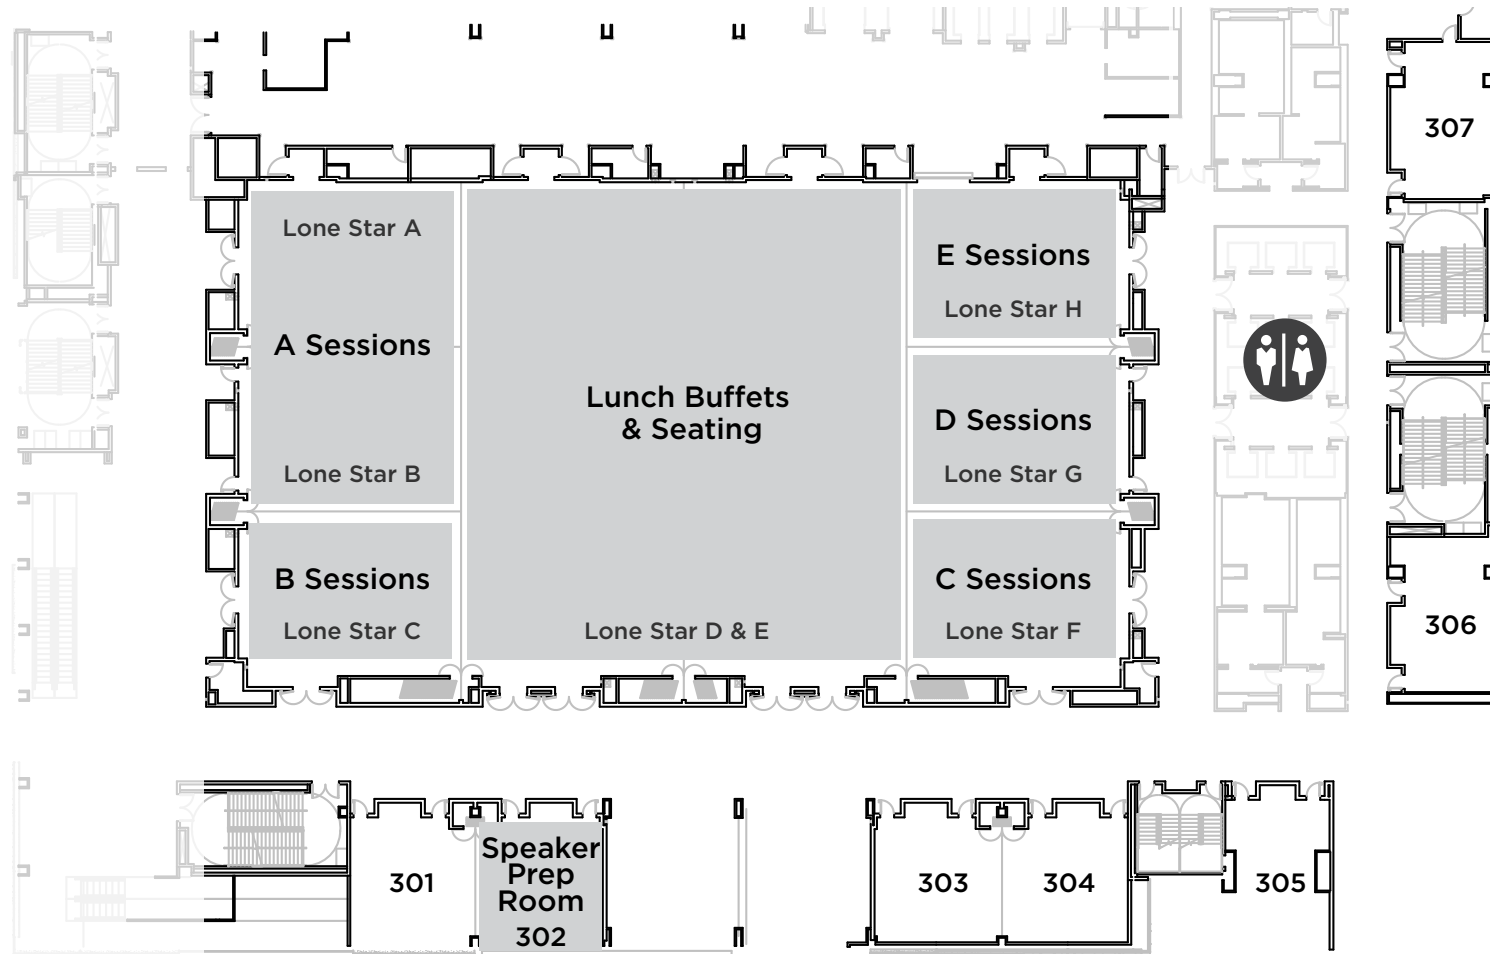 307
Lone Star A
E Sessions
Lone Star H
A Sessions
Lunch Buffets
& Seating
D Sessions
Lone Star B
Lone Star G
B Sessions
C Sessions
Lone Star C
Lone Star D & E
Lone Star F
306
Speaker
Prep
Room
302
301
303
304
305